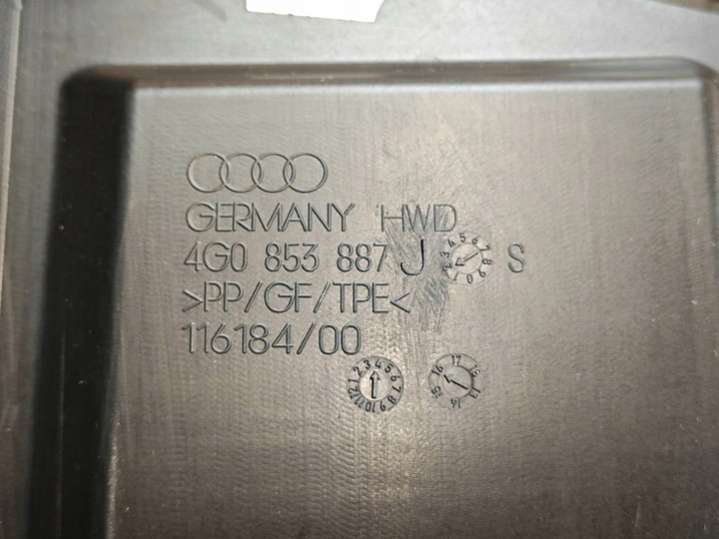 GERMANY HWD
4G0 853 887 J S
>PP/GF/TPE<
116184/00